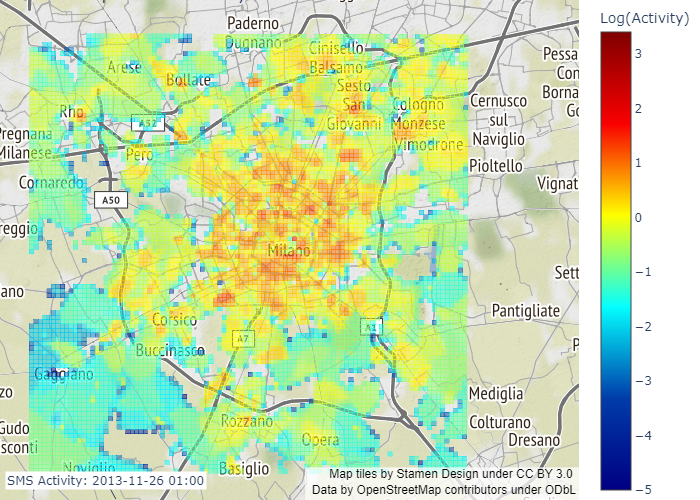 Log(Activity)
3
2
1
0
−1
−2
−3
−4
−5
Paderno
Dugnano
Cinisello
Balsamo
Arese
Bollate
Sesto
San
Giovanni
Cologno
Monzese
Cernusco
sul
Naviglio
Pessa
Con
Borna
Go
Rho
A52
Pregnana
Milanese
Pero
Vimodrone
Pioltello
Vignat
Cornaredo
A50
reggio
Milano
Sett
ano
Pantigliate
Corsico
A7
A1
Buccinasco
P
Gaggiano
zzo
Mediglia
Rozzano
Colturano
Dresano
Gudo
sconti
Opera
Noviglio
Basiglio
SMS Activity: 2013-11-26 01:00
Map tiles by Stamen Design under CC BY 3.0
Data by OpenStreetMap contributors under ODbL